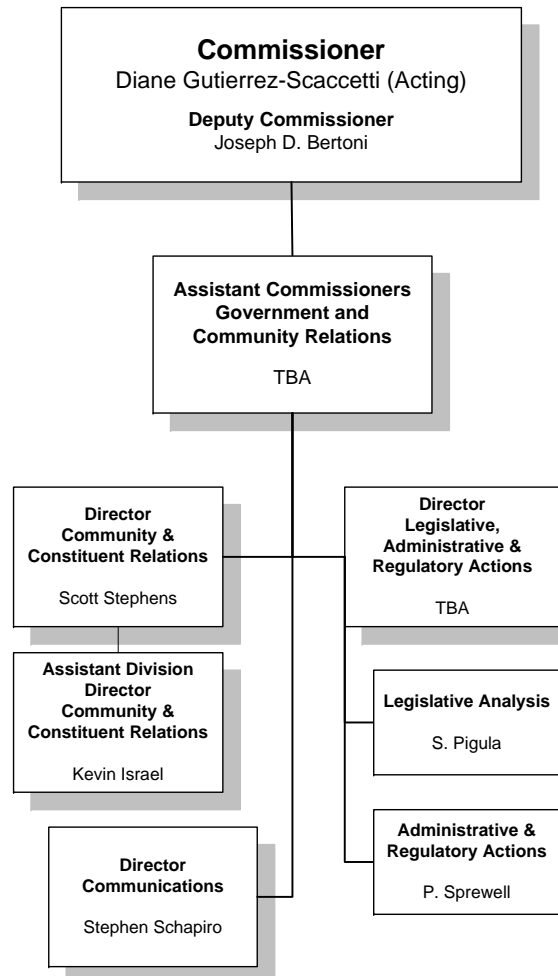 Commissioner
Diane Gutierrez-Scaccetti (Acting)
Deputy Commissioner
Joseph D. Bertoni
Assistant Commissioners
Government and
Community Relations
TBA
Director
Community &
Constituent Relations
Scott Stephens
Assistant Division
Director
Community &
Constituent Relations
Kevin Israel
Director
Communications
Stephen Schapiro
Director
Legislative,
Administrative &
Regulatory Actions
TBA
Legislative Analysis
S. Pigula
Administrative &
Regulatory Actions
P. Sprewell